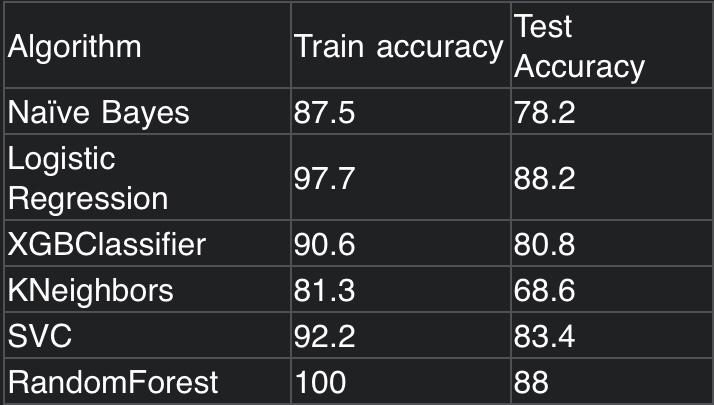 Algorithm Train accuracy Test
Accuracy
Naïve Bayes 87.5 78.2
Logistic
Regression 97.7 88.2
XGBClassifier 90.6 80.8
KNeighbors 81.3 68.6
SVC 92.2 83.4
RandomForest 100 88